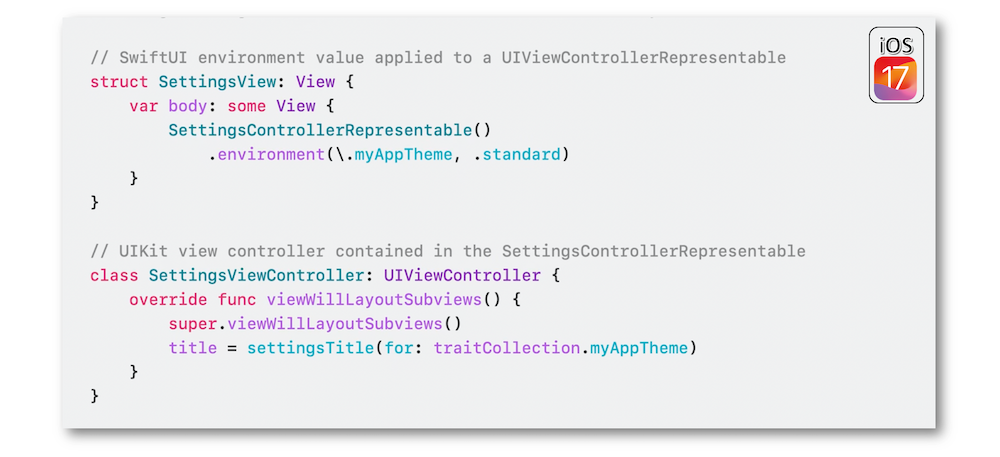 // SwiftUI environment value applied to a UIViewControllerRepresentable
struct SettingsView: View {
    var body: some View {
        SettingsControllerRepresentable()
            .environment(\.myAppTheme, .standard)
    }
}
// UIKit view controller contained in the SettingsControllerRepresentable
class SettingsViewController: UIViewController {
    override func viewWillLayoutSubviews() {
        super.viewWillLayoutSubviews()
        title = settingsTitle(for: traitCollection.myAppTheme)
    }
}
iOS
17